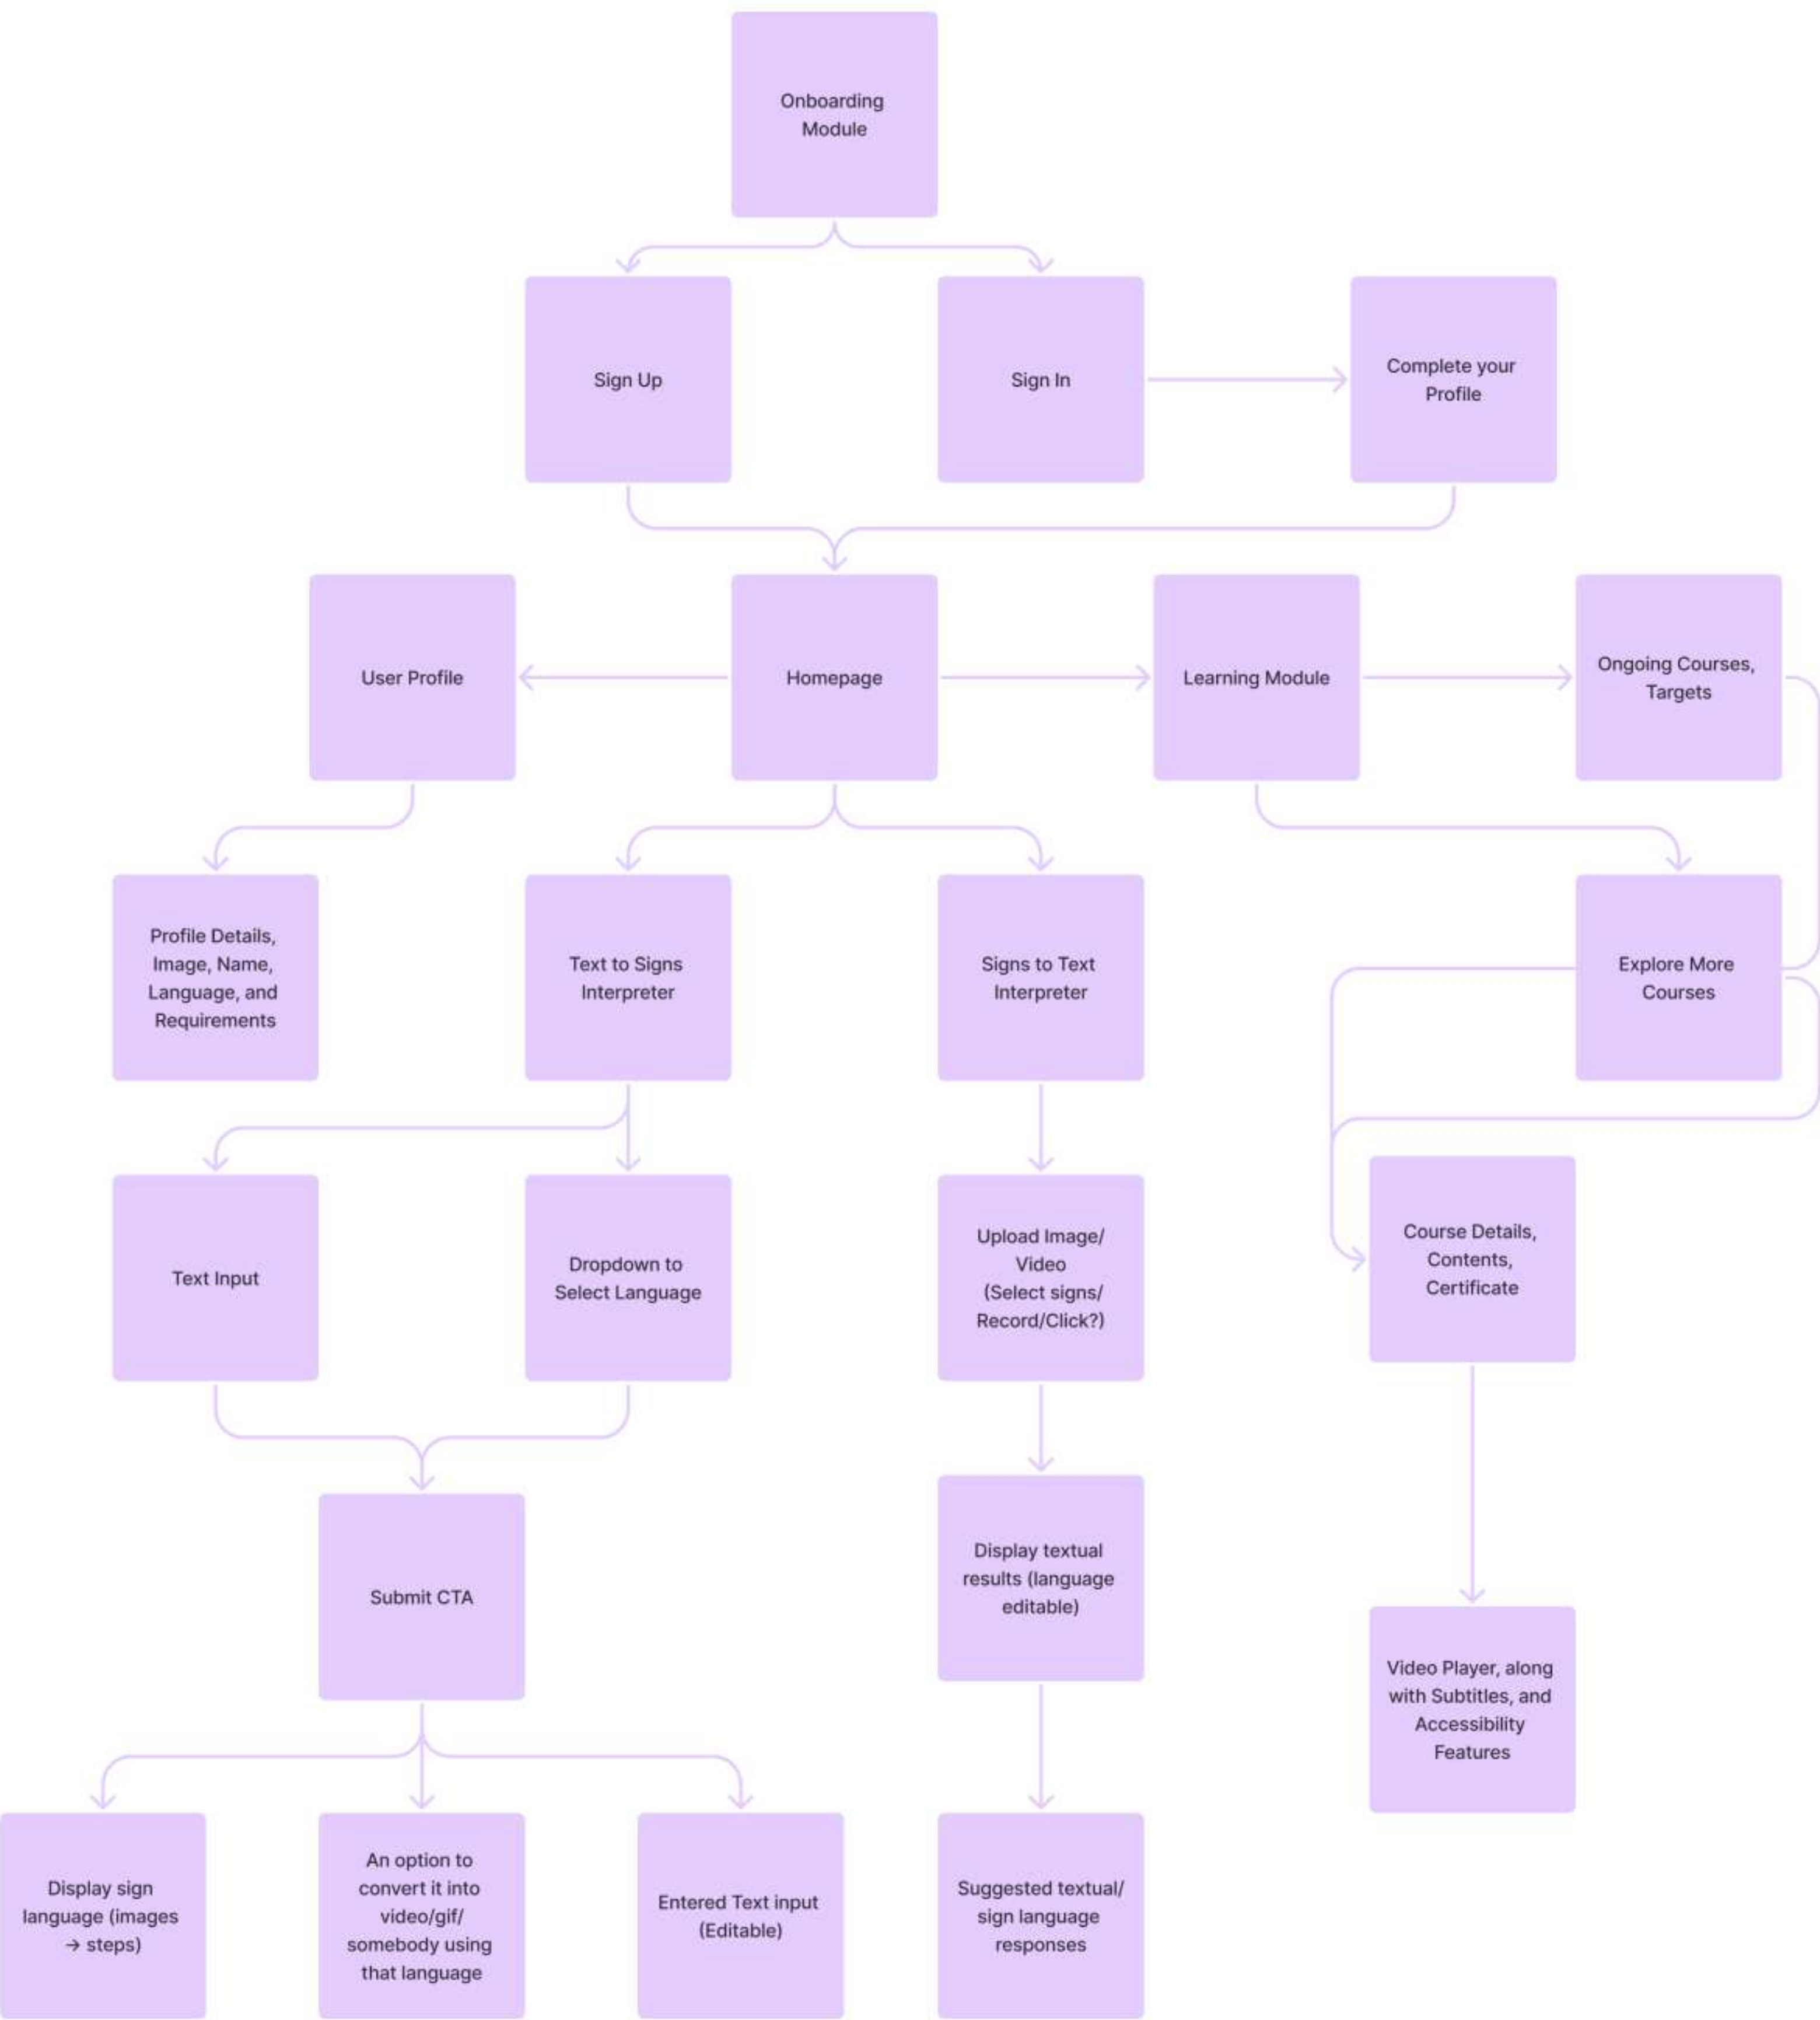 Onboarding
Module
Sign Up
Sign In
Complete your
Profile
User Profile
Homepage
Learning Module
Ongoing Courses,
Targets
Profile Details,
Image, Name,
Language, and
Requirements
Text to Signs
Interpreter
Signs to Text
Interpreter
Explore More
Courses
Text Input
Dropdown to
Select Language
Upload Image/
Video
(Select signs/
Record/Click?)
Course Details,
Contents,
Certificate
Submit CTA
Display textual
results (language
editable)
Video Player, along
with Subtitles, and
Accessibility
Features
Display sign
language (images
→ steps)
An option to
convert it into
video/gif/
somebody using
that language
Entered Text input
(Editable)
Suggested textual/
sign language
responses